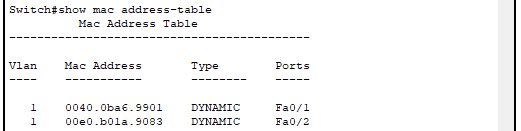 Switch#show mac address-table
Mac Address Table
-------------------------------------------
Vlan Mac Address Type Ports
---- ----------- -------- -----
1 0040.0ba6.9901 DYNAMIC Fa0/1
1 00e0.b01a.9083 DYNAMIC Fa0/2